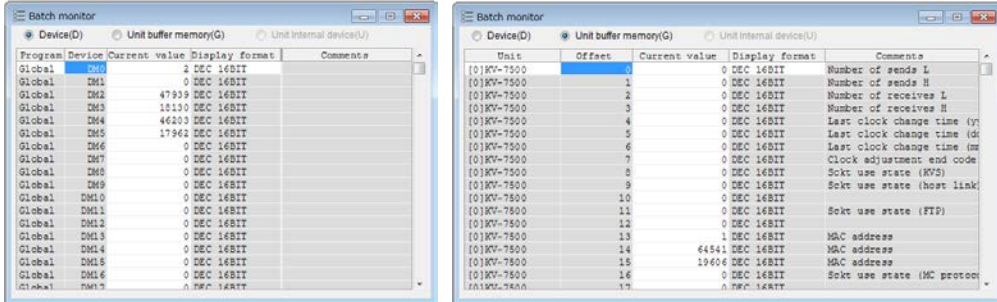 Batch monitor
Device(D) Unit buffer memory(G) Unit internal device(U)
Program Device Current value Display format Comments
Global DM0 2 DEC 16BIT
Global DM1 0 DEC 16BIT
Global DM2 47939 DEC 16BIT
Global DM3 18130 DEC 16BIT
Global DM4 46203 DEC 16BIT
Global DM5 17962 DEC 16BIT
Global DM6 0 DEC 16BIT
Global DM7 0 DEC 16BIT
Global DM8 0 DEC 16BIT
Global DM9 0 DEC 16BIT
Global DM10 0 DEC 16BIT
Global DM11 0 DEC 16BIT
Global DM12 0 DEC 16BIT
Global DM13 0 DEC 16BIT
Global DM14 0 DEC 16BIT
Global DM15 0 DEC 16BIT
Global DM16 0 DEC 16BIT
Global DM17 0 DEC 16BIT
Batch monitor
Device(D) Unit buffer memory(G) Unit internal device(U)
Unit Offset Current value Display format Comments
[0]KV-7500 0 0 DEC 16BIT Number of sends L
[0]KV-7500 1 0 DEC 16BIT Number of sends H
[0]KV-7500 2 0 DEC 16BIT Number of receives L
[0]KV-7500 3 0 DEC 16BIT Number of receives H
[0]KV-7500 4 0 DEC 16BIT Last clock change time (y
[0]KV-7500 5 0 DEC 16BIT Last clock change time (d
[0]KV-7500 6 0 DEC 16BIT Last clock change time (m
[0]KV-7500 7 0 DEC 16BIT Clock adjustment end code
[0]KV-7500 8 0 DEC 16BIT Sckt use state (KVS)
[0]KV-7500 9 0 DEC 16BIT Sckt use state (host link
[0]KV-7500 10 0 DEC 16BIT
[0]KV-7500 11 0 DEC 16BIT Sckt use state (FTP)
[0]KV-7500 12 0 DEC 16BIT
[0]KV-7500 13 1 DEC 16BIT MAC address
[0]KV-7500 14 64541 DEC 16BIT MAC address
[0]KV-7500 15 19606 DEC 16BIT MAC address
[0]KV-7500 16 0 DEC 16BIT Sckt use state (MC protoco
[0]KV-7500 17 0 DEC 16BIT